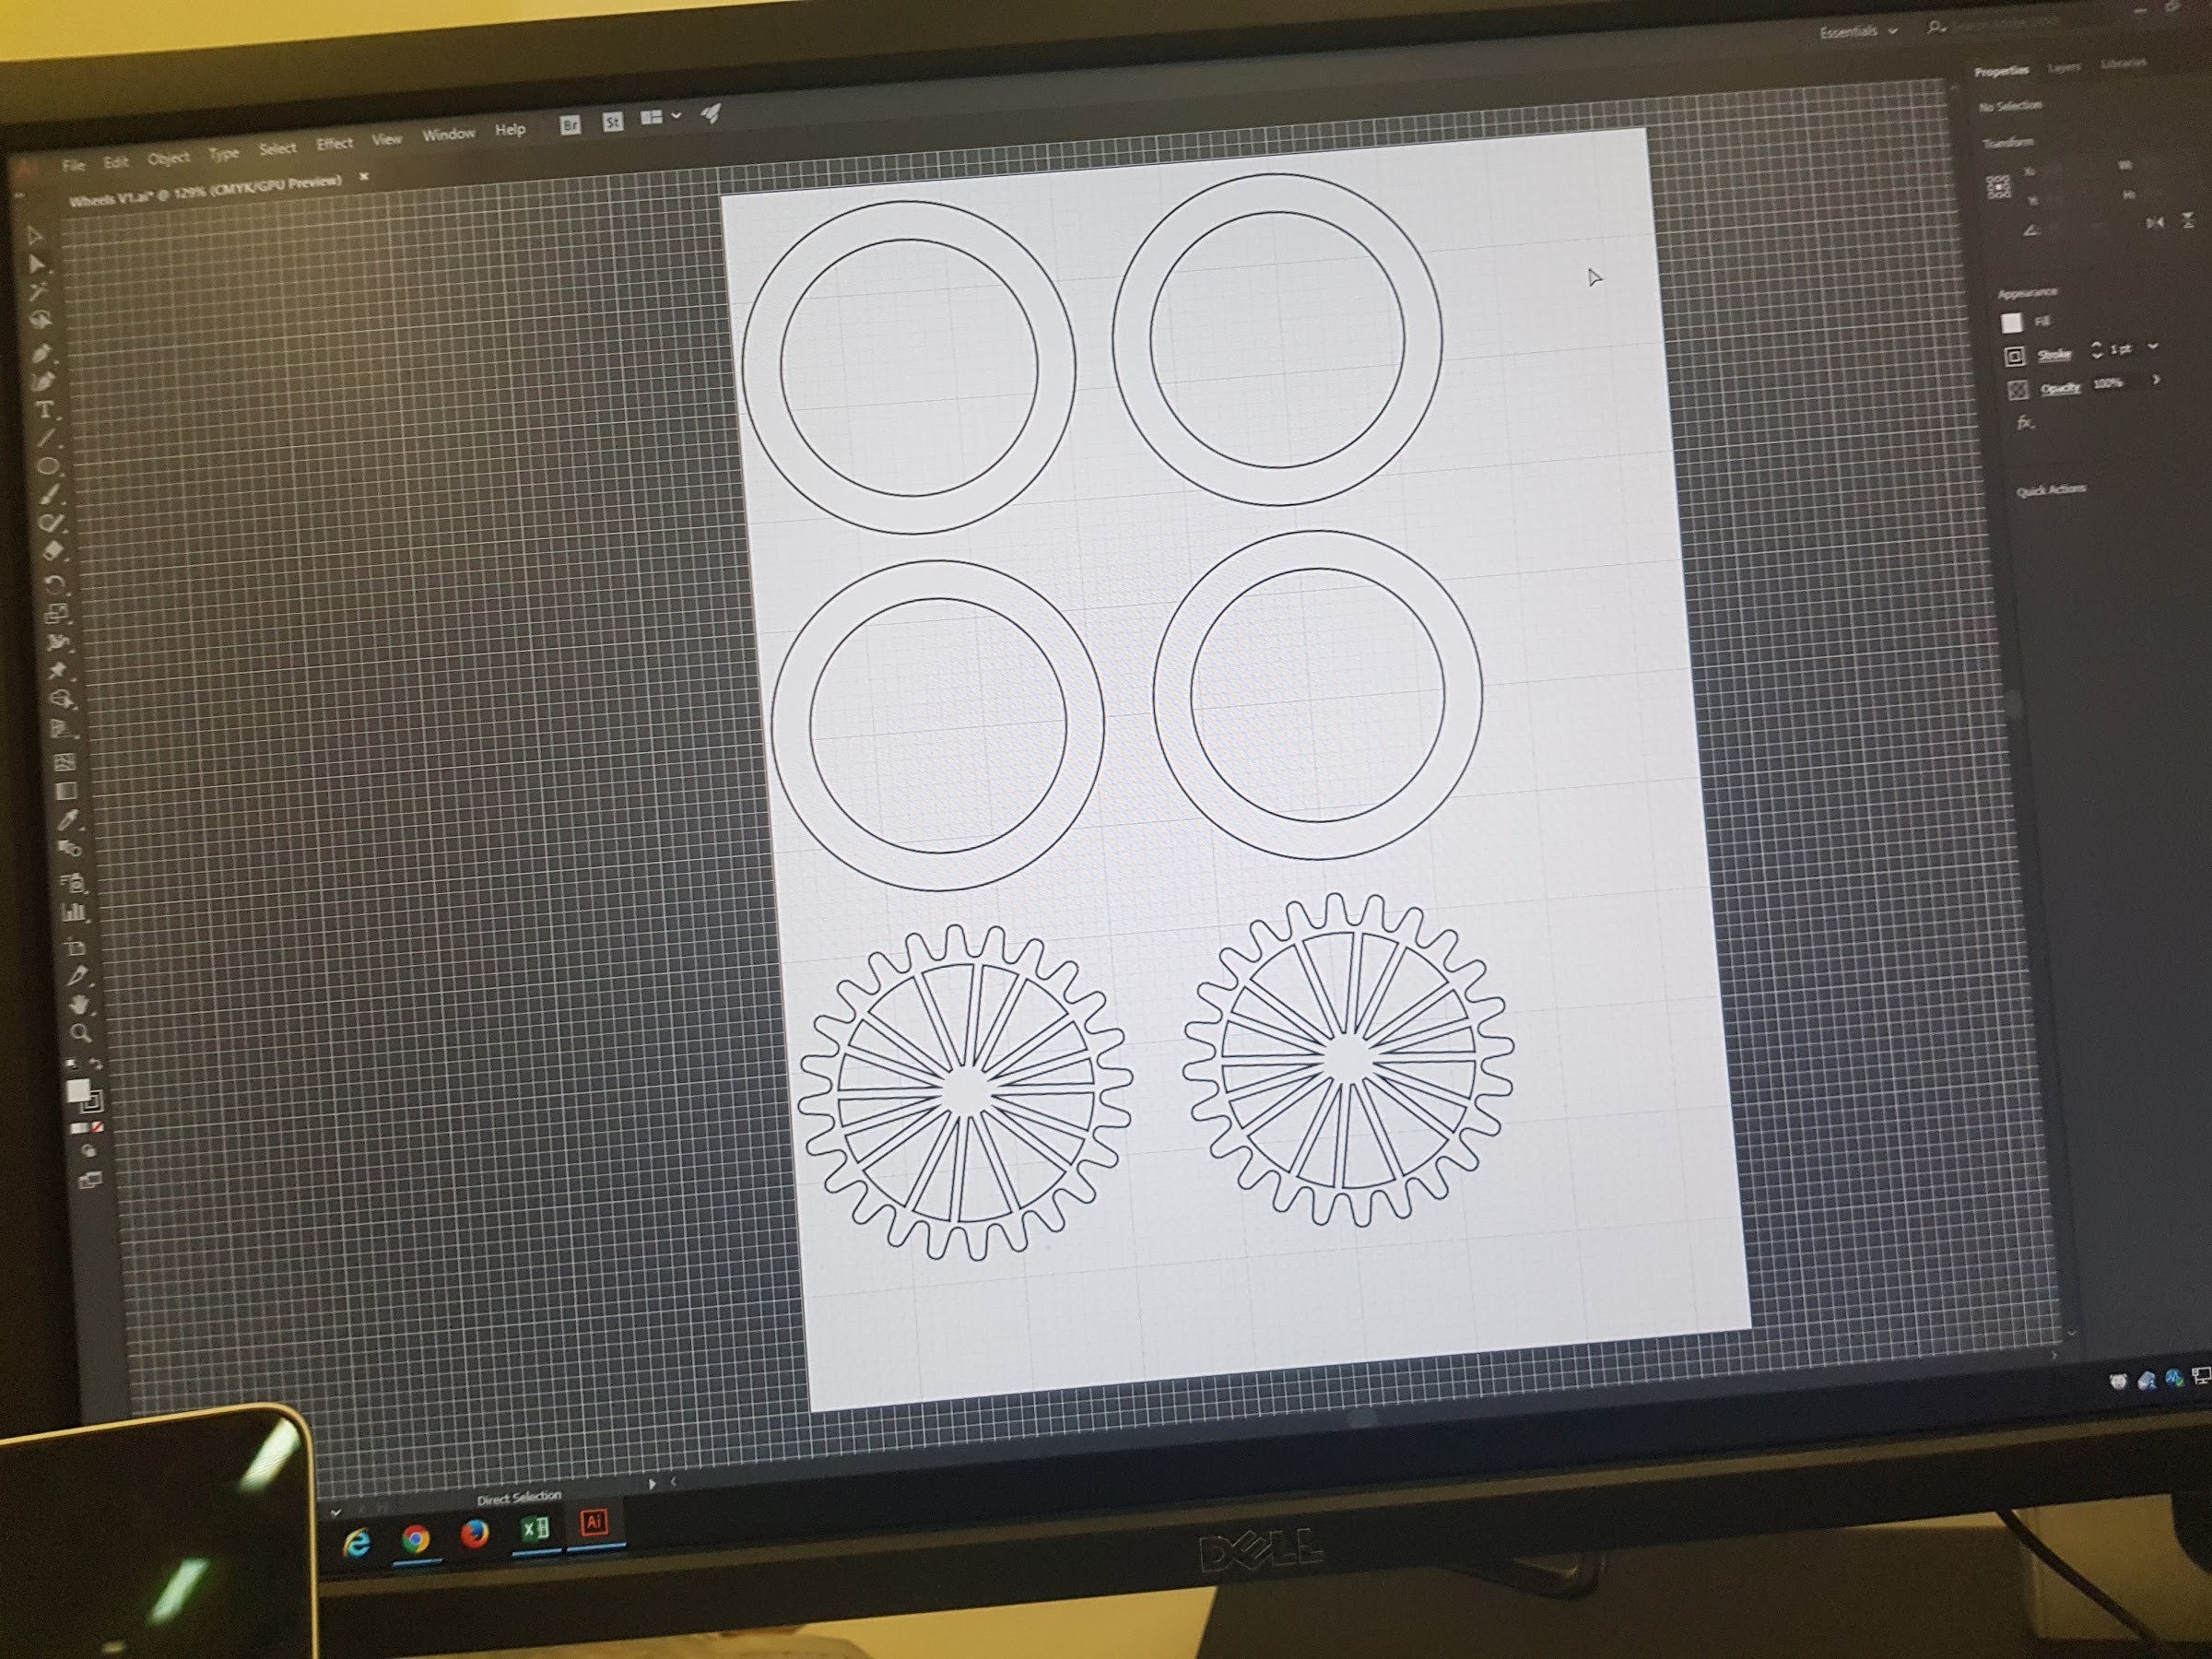 Essentials
File Edit Object Type Select Effect View Window Help Br St
Wheels V1.ai* @ 129% (CMYK/GPU Preview) ×
Properties Layers Libraries
No Selection
Transform
X:
W:
Y:
H:
Appearance
Fill
Stroke 1 pt
Opacity 100%
fx.
Quick Actions
T
Direct Selection
Ai
DELL